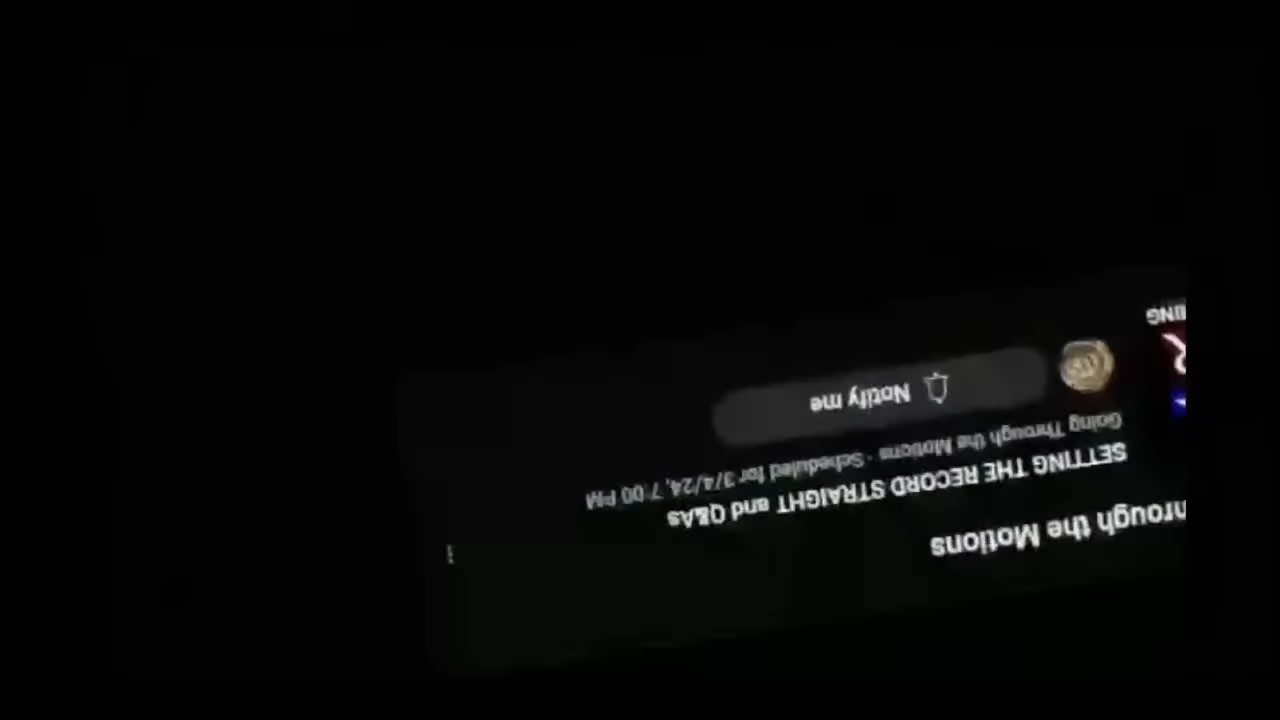 hrough the Motions
SETTING THE RECORD STRAIGHT and Q&As
Going Through the Motions · Scheduled for 3/4/24, 7:00 PM
Notify me